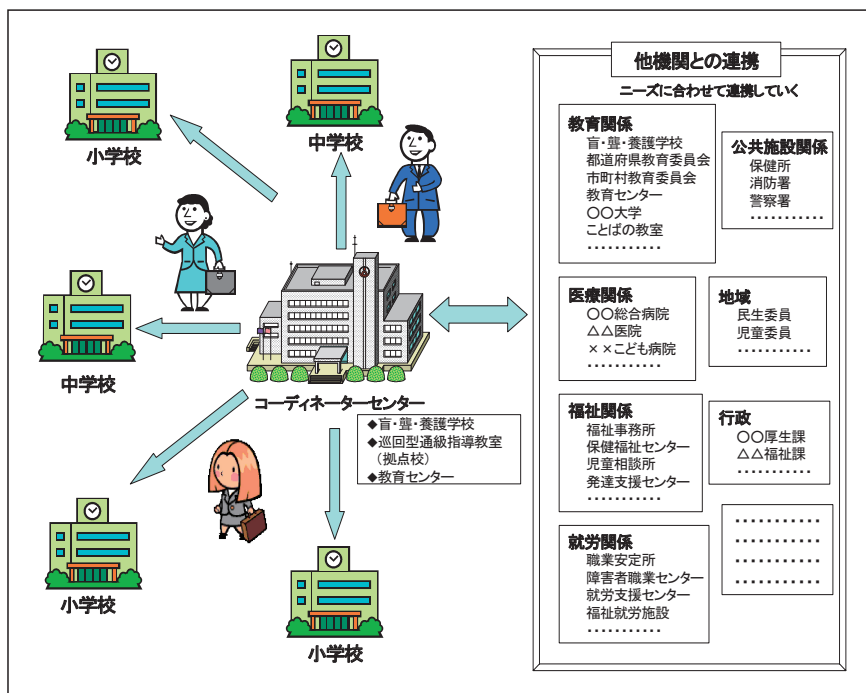 小学校
中学校
中学校
小学校
小学校
コーディネーターセンター
◆盲・聾・養護学校
◆巡回型通級指導教室
（拠点校）
◆教育センター
他機関との連携
ニーズに合わせて連携していく
教育関係
盲・聾・養護学校
都道府県教育委員会
市町村教育委員会
教育センター
〇〇大学
ことばの教室
・・・・・・・・・・・
公共施設関係
保健所
消防署
警察署
・・・・・・・・・・・
医療関係
〇〇総合病院
△△医院
××こども病院
・・・・・・・・・・・
地域
民生委員
児童委員
・・・・・・・・・・・
福祉関係
福祉事務所
保健福祉センター
児童相談所
発達支援センター
・・・・・・・・・・・
行政
〇〇厚生課
△△福祉課
・・・・・・・・・・・
就労関係
職業安定所
障害者職業センター
就労支援センター
福祉就労施設
・・・・・・・・・・・
・・・・・・・・・・・
・・・・・・・・・・・
・・・・・・・・・・・
・・・・・・・・・・・